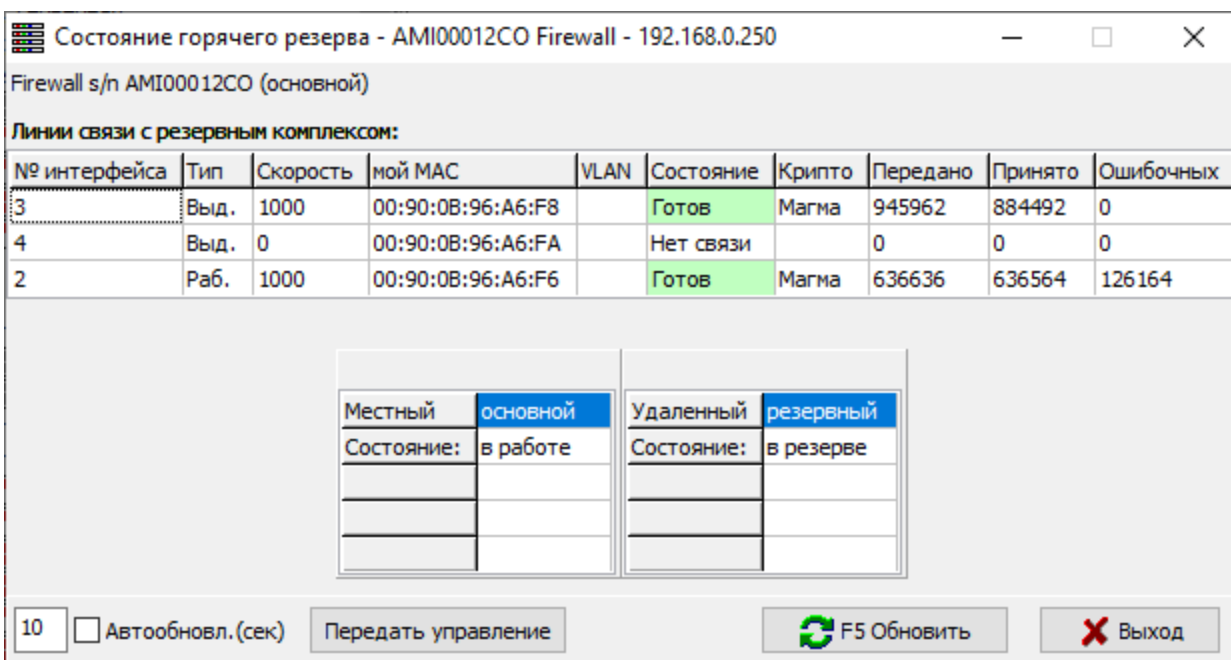 Состояние горячего резерва - AMI00012CO Firewall - 192.168.0.250
Firewall s/n AMI00012CO (основной)
Линии связи с резервным комплексом:
№ интерфейса Тип Скорость мой MAC VLAN Состояние Крипто Передано Принято Ошибочных
3 Выд. 1000 00:90:0B:96:A6:F8 Готов Магма 945962 884492 0
4 Выд. 0 00:90:0B:96:A6:FA Нет связи 0 0 0
2 Раб. 1000 00:90:0B:96:A6:F6 Готов Магма 636636 636564 126164
Местный основной Удаленный резервный
Состояние: в работе Состояние: в резерве
10 Автообновл.(сек) Передать управление F5 Обновить Выход